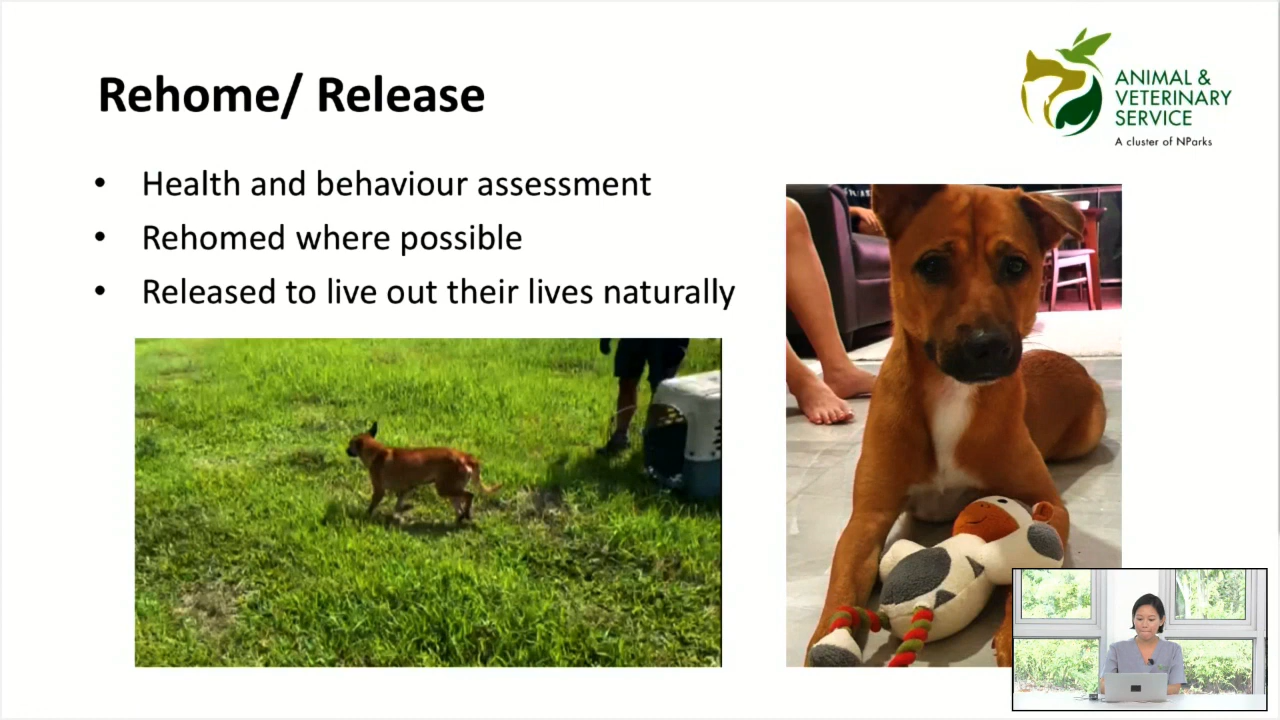 Rehome/ Release
ANIMAL &
VETERINARY
SERVICE
A cluster of NParks
• Health and behaviour assessment
• Rehomed where possible
• Released to live out their lives naturally